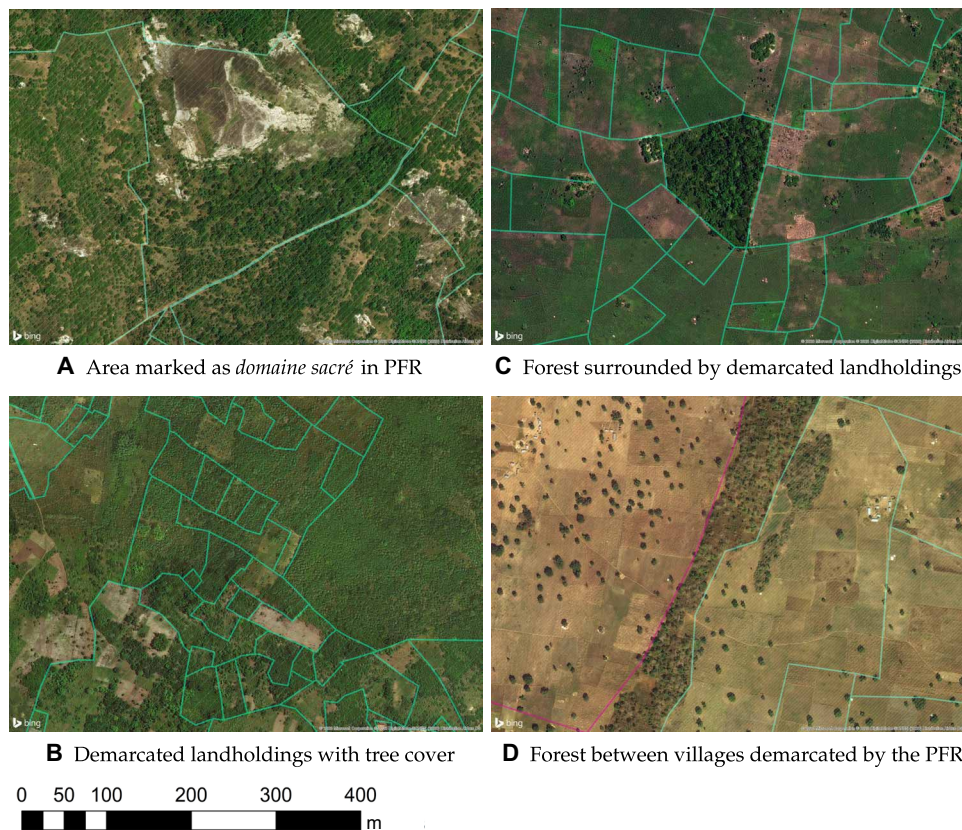 bing
bing
A Area marked as domaine sacré in PFR
C Forest surrounded by demarcated landholdings
bing
bing
B Demarcated landholdings with tree cover
D Forest between villages demarcated by the PFR
0 50 100 200 300 400
m